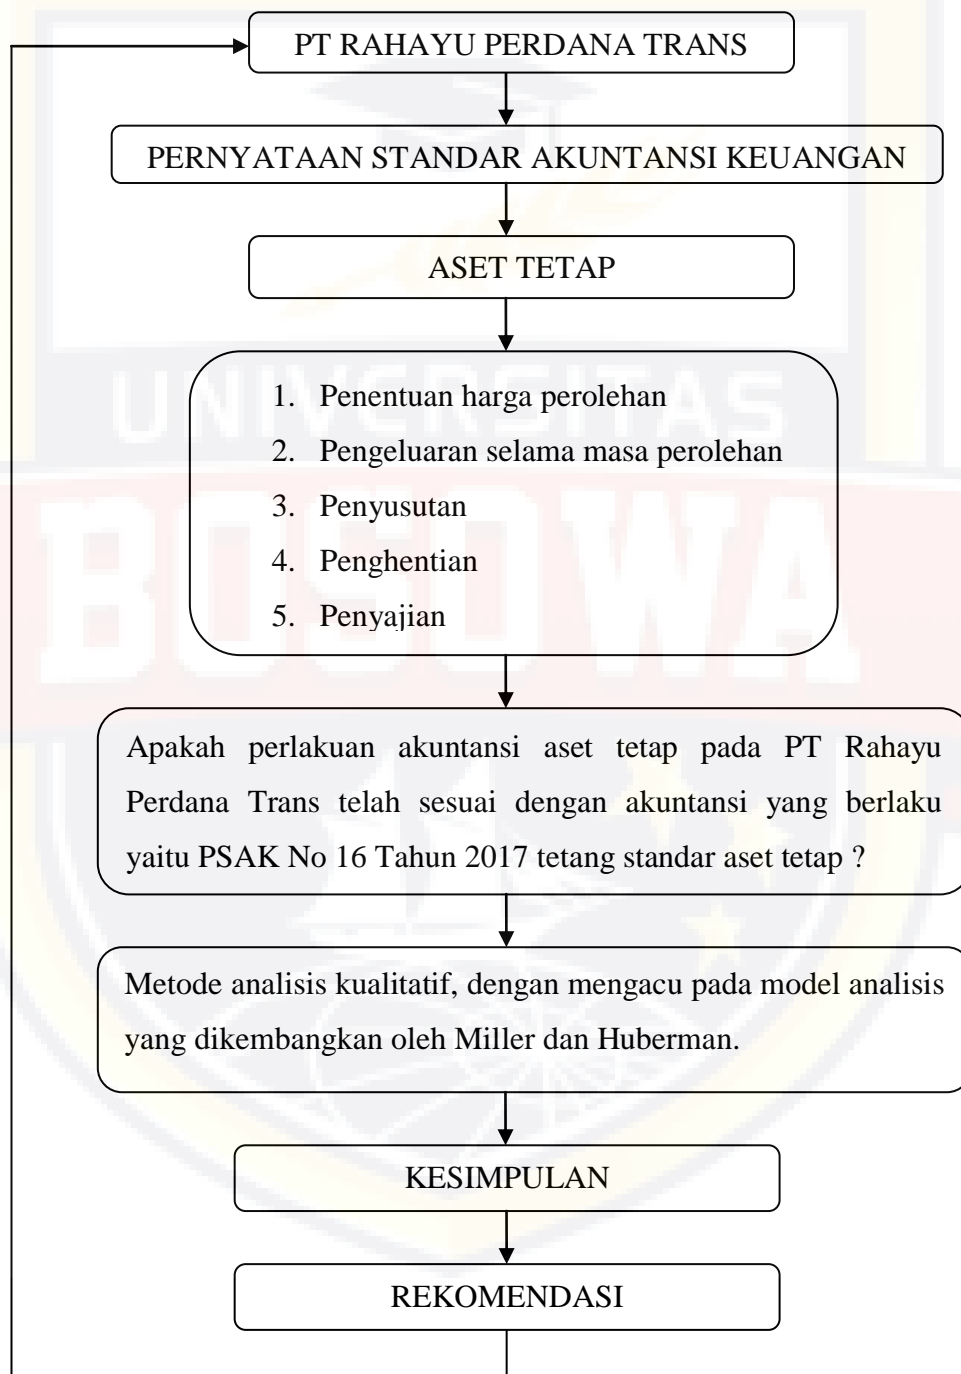 PT RAHAYU PERDANA TRANS
PERNYATAAN STANDAR AKUNTANSI KEUANGAN
ASET TETAP
UNIVERSITAS
1. Penentuan harga perolehan
2. Pengeluaran selama masa perolehan
3. Penyusutan
4. Penghentian
5. Penyajian
BOSOWA
Apakah perlakuan akuntansi aset tetap pada PT Rahayu
Perdana Trans telah sesuai dengan akuntansi yang berlaku
yaitu PSAK No 16 Tahun 2017 tetang standar aset tetap ?
Metode analisis kualitatif, dengan mengacu pada model analisis
yang dikembangkan oleh Miller dan Huberman.
KESIMPULAN
REKOMENDASI